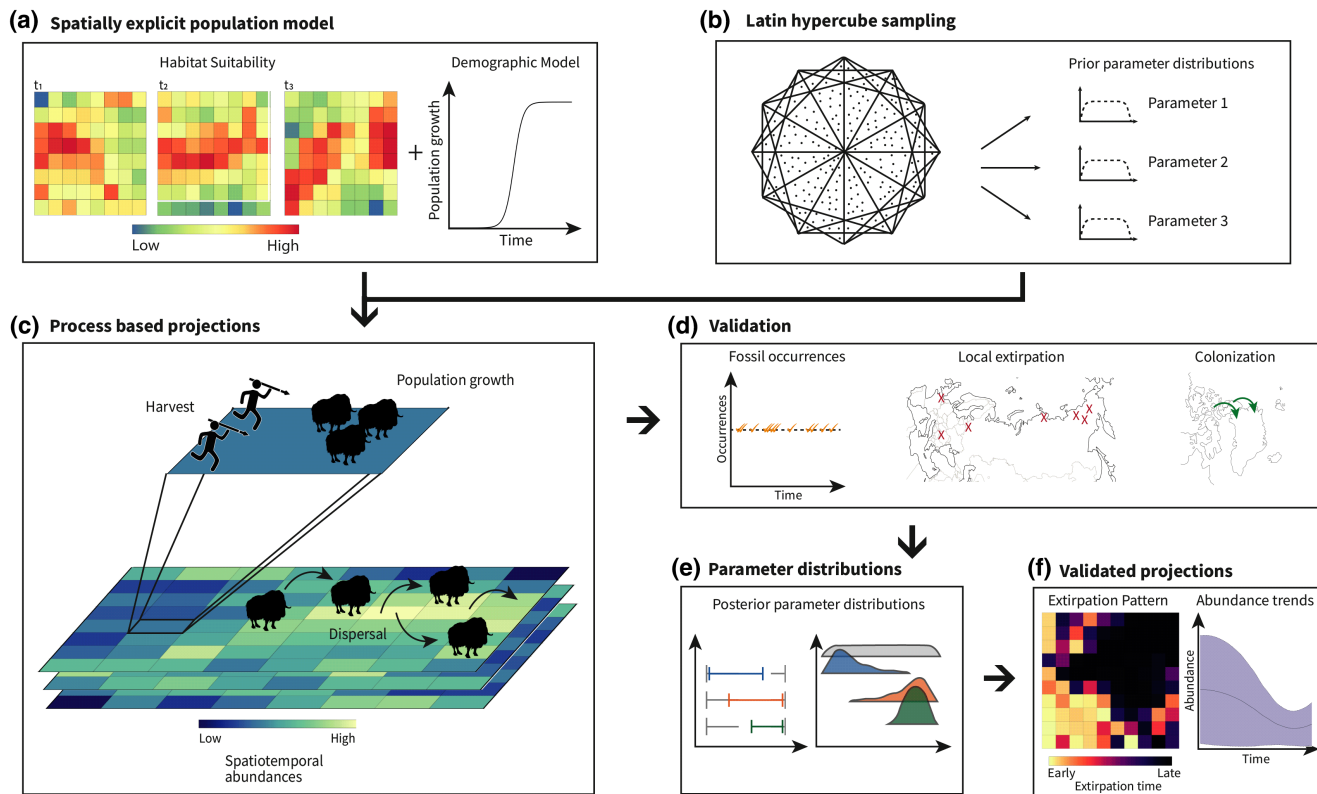 (a) Spatially explicit population model
Habitat Suitability
Demographic Model
t₁
t₂
t₃
+
Population growth
Time
Low
High
(b) Latin hypercube sampling
Prior parameter distributions
Parameter 1
Parameter 2
Parameter 3
(c) Process based projections
Harvest
Population growth
Dispersal
Low
High
Spatiotemporal
abundances
(d) Validation
Fossil occurrences
Local extirpation
Colonization
Occurrences
Time
X
X
X
X
X
X
X
(e) Parameter distributions
Posterior parameter distributions
(f) Validated projections
Extirpation Pattern
Abundance trends
Early
Late
Extirpation time
Abundance
Time